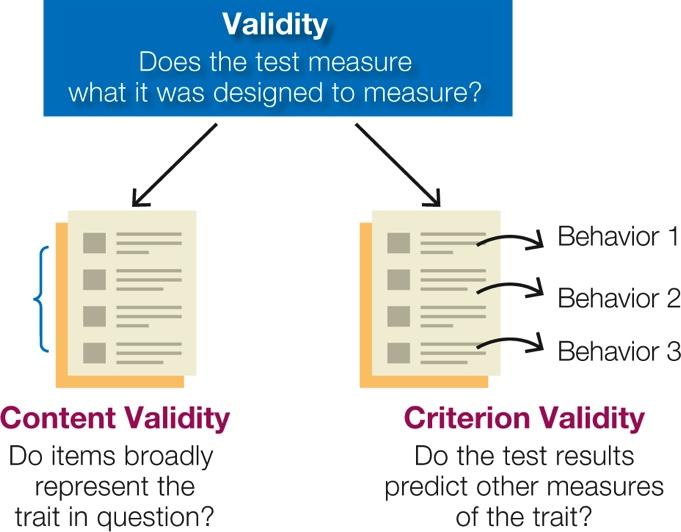 Validity
Does the test measure
what it was designed to measure?
Behavior 1
Behavior 2
Behavior 3
Content Validity
Do items broadly
represent the
trait in question?
Criterion Validity
Do the test results
predict other measures
of the trait?